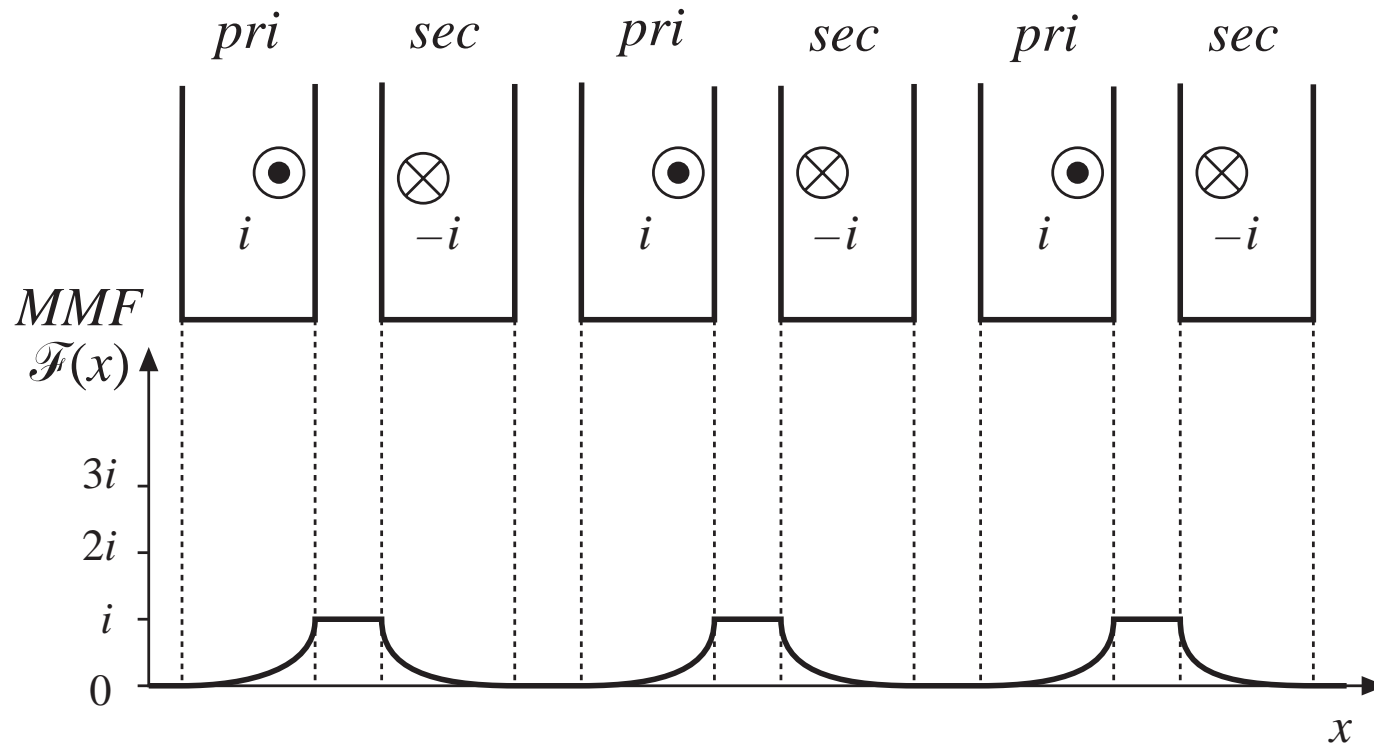 pri sec pri sec pri sec
i –i i –i i –i
MMF
ℱ(x)
3i
2i
i
0
x